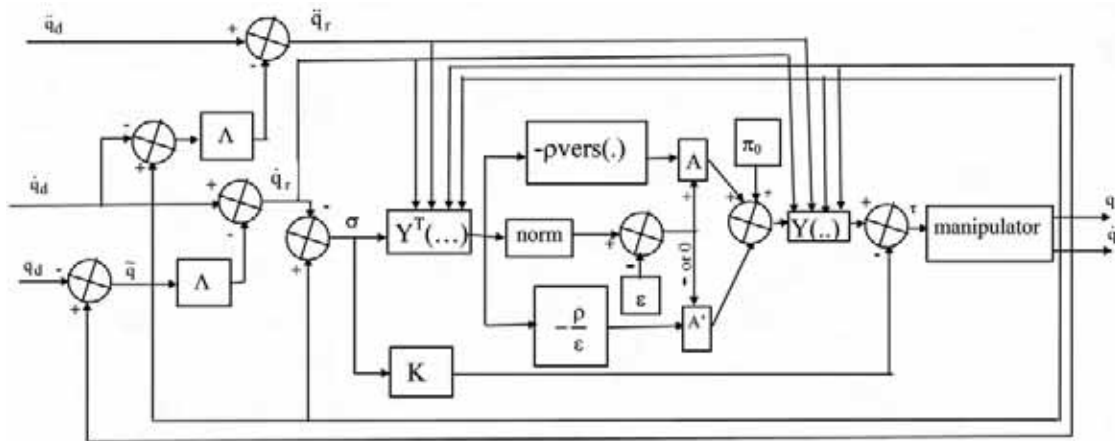 q̈d
+
-
q̈r
-
+
Λ
q̇d
+
-
q̇r
-
+
σ
qd
-
+
q̃
Λ
Yᵀ(...)
-ρvers(.)
norm
+
-
ε
-ρ/ε
K
A
+
- or 0
A'
π₀
+
+
+
Y(..)
+
-
τ
manipulator
q
q̇